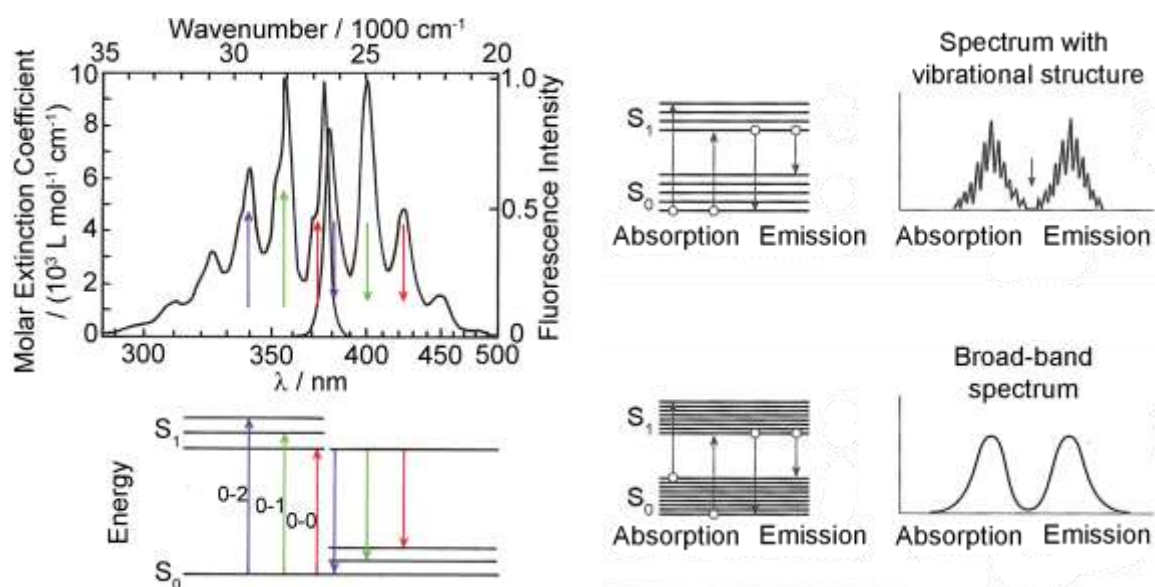 Wavenumber / 1000 cm⁻¹
35 30 25 20
Molar Extinction Coefficient
/ (10³ L mol⁻¹ cm⁻¹)
10
8
6
4
2
0
1.0
0.5
0
Fluorescence Intensity
300 350 400 450 500
λ / nm
Energy
S₁
S₀
0-2
0-1
0-0
S₁
S₀
Absorption Emission
Spectrum with
vibrational structure
Absorption Emission
S₁
S₀
Absorption Emission
Broad-band
spectrum
Absorption Emission